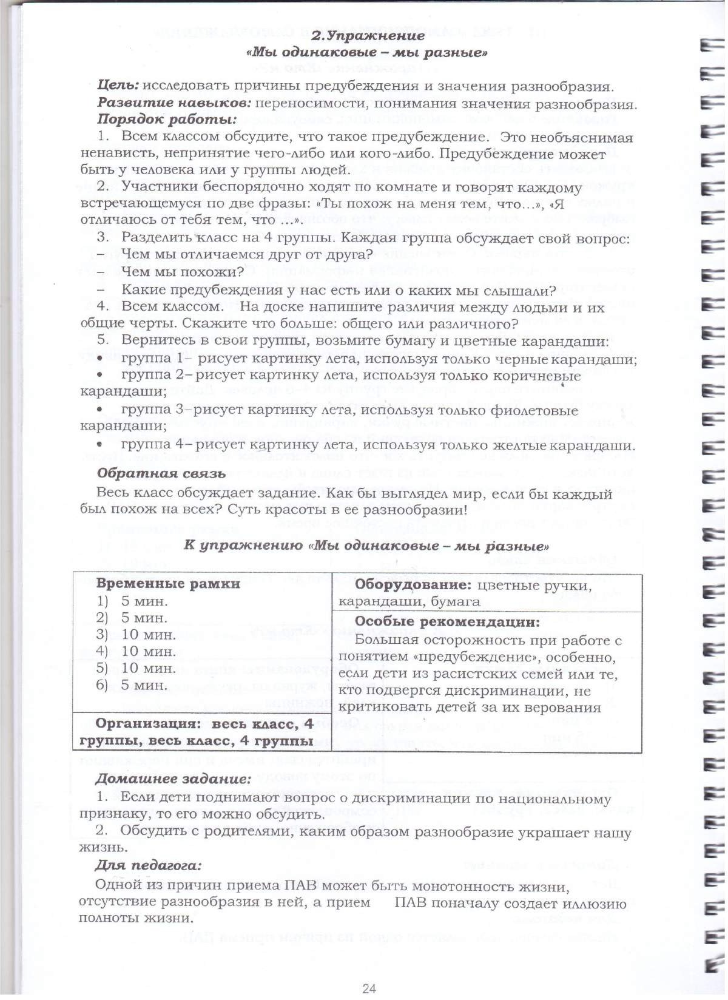 2.Упражнение
«Мы одинаковые – мы разные»
Цель: исследовать причины предубеждения и значения разнообразия.
Развитие навыков: переносимости, понимания значения разнообразия.
Порядок работы:
1. Всем классом обсудите, что такое предубеждение. Это необъяснимая
ненависть, непринятие чего-либо или кого-либо. Предубеждение может
быть у человека или у группы людей.
2. Участники беспорядочно ходят по комнате и говорят каждому
встречающемуся по две фразы: «Ты похож на меня тем, что...», «Я
отличаюсь от тебя тем, что ...».
3. Разделить класс на 4 группы. Каждая группа обсуждает свой вопрос:
– Чем мы отличаемся друг от друга?
– Чем мы похожи?
– Какие предубеждения у нас есть или о каких мы слышали?
4. Всем классом. На доске напишите различия между людьми и их
общие черты. Скажите что больше: общего или различного?
5. Вернитесь в свои группы, возьмите бумагу и цветные карандаши:
• группа 1– рисует картинку лета, используя только черные карандаши;
• группа 2–рисует картинку лета, используя только коричневые
карандаши;
• группа 3–рисует картинку лета, используя только фиолетовые
карандаши;
• группа 4–рисует картинку лета, используя только желтые карандаши.
Обратная связь
Весь класс обсуждает задание. Как бы выглядел мир, если бы каждый
был похож на всех? Суть красоты в ее разнообразии!
К упражнению «Мы одинаковые – мы разные»
Временные рамки
1) 5 мин.
2) 5 мин.
3) 10 мин.
4) 10 мин.
5) 10 мин.
6) 5 мин.
Организация: весь класс, 4
группы, весь класс, 4 группы
Оборудование: цветные ручки,
карандаши, бумага
Особые рекомендации:
Большая осторожность при работе с
понятием «предубеждение», особенно,
если дети из расистских семей или те,
кто подвергся дискриминации, не
критиковать детей за их верования
Домашнее задание:
1. Если дети поднимают вопрос о дискриминации по национальному
признаку, то его можно обсудить.
2. Обсудить с родителями, каким образом разнообразие украшает нашу
жизнь.
Для педагога:
Одной из причин приема ПАВ может быть монотонность жизни,
отсутствие разнообразия в ней, а прием ПАВ поначалу создает иллюзию
полноты жизни.
24